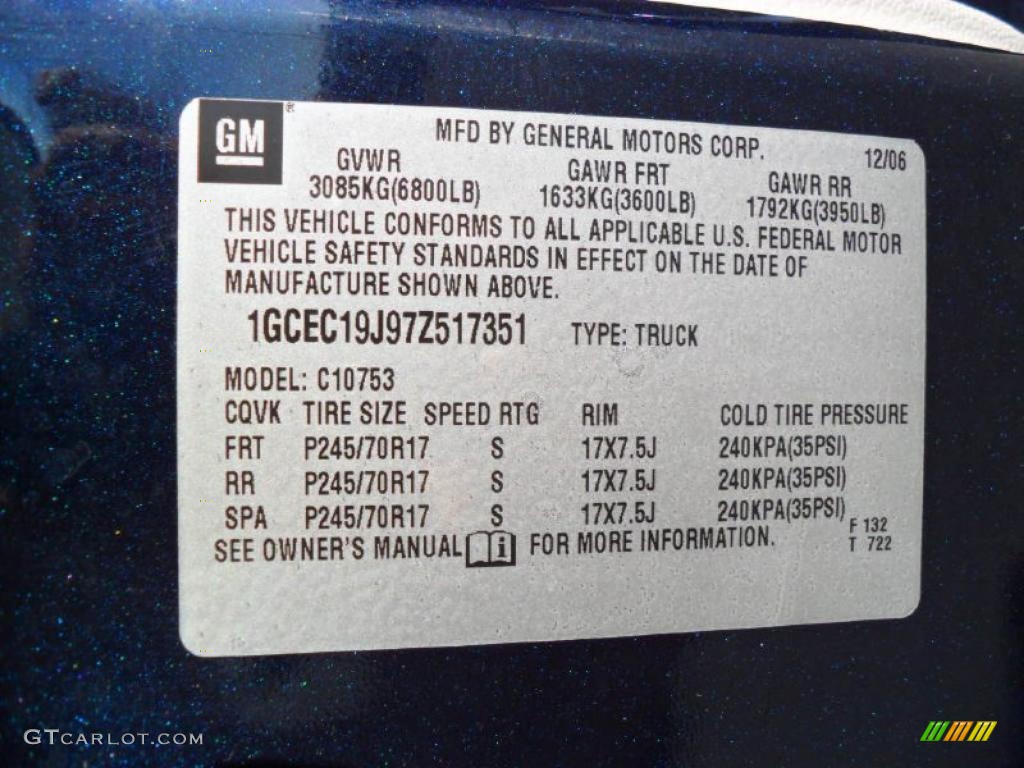 GM ®
MFD BY GENERAL MOTORS CORP.
12/06
GVWR GAWR FRT GAWR RR
3085KG(6800LB) 1633KG(3600LB) 1792KG(3950LB)
THIS VEHICLE CONFORMS TO ALL APPLICABLE U.S. FEDERAL MOTOR
VEHICLE SAFETY STANDARDS IN EFFECT ON THE DATE OF
MANUFACTURE SHOWN ABOVE.
1GCEC19J97Z517351 TYPE: TRUCK
MODEL: C10753
CQVK TIRE SIZE SPEED RTG RIM COLD TIRE PRESSURE
FRT P245/70R17 S 17X7.5J 240KPA(35PSI)
RR P245/70R17 S 17X7.5J 240KPA(35PSI)
SPA P245/70R17 S 17X7.5J 240KPA(35PSI)
SEE OWNER'S MANUAL i FOR MORE INFORMATION.
F 132
T 722
GTCARLOT.COM